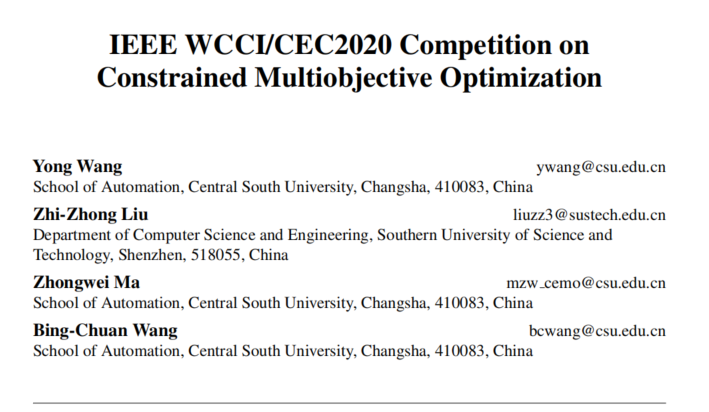 IEEE WCCI/CEC2020 Competition on
Constrained Multiobjective Optimization
Yong Wang ywang@csu.edu.cn
School of Automation, Central South University, Changsha, 410083, China
Zhi-Zhong Liu liuzz3@sustech.edu.cn
Department of Computer Science and Engineering, Southern University of Science and
Technology, Shenzhen, 518055, China
Zhongwei Ma mzw_cemo@csu.edu.cn
School of Automation, Central South University, Changsha, 410083, China
Bing-Chuan Wang bcwang@csu.edu.cn
School of Automation, Central South University, Changsha, 410083, China